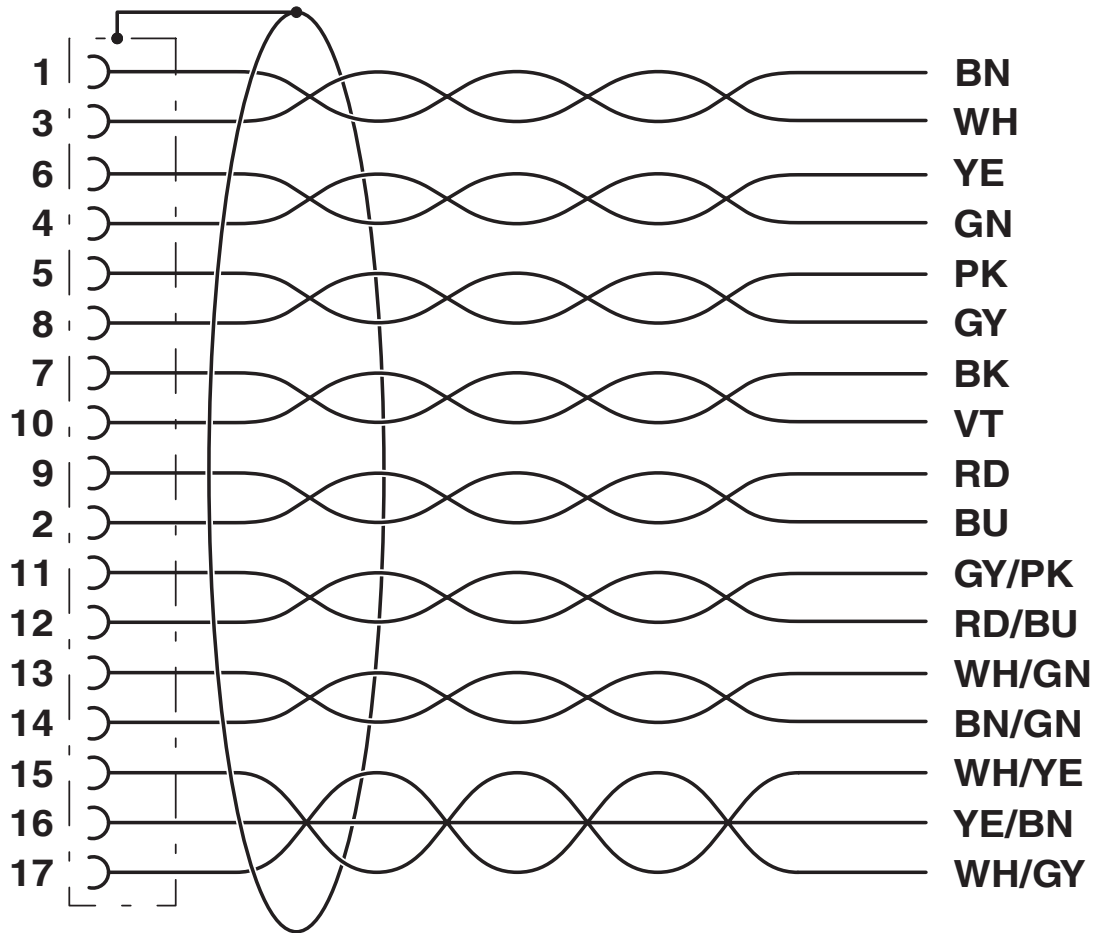 1 BN
3 WH
6 YE
4 GN
5 PK
8 GY
7 BK
10 VT
9 RD
2 BU
11 GY/PK
12 RD/BU
13 WH/GN
14 BN/GN
15 WH/YE
16 YE/BN
17 WH/GY